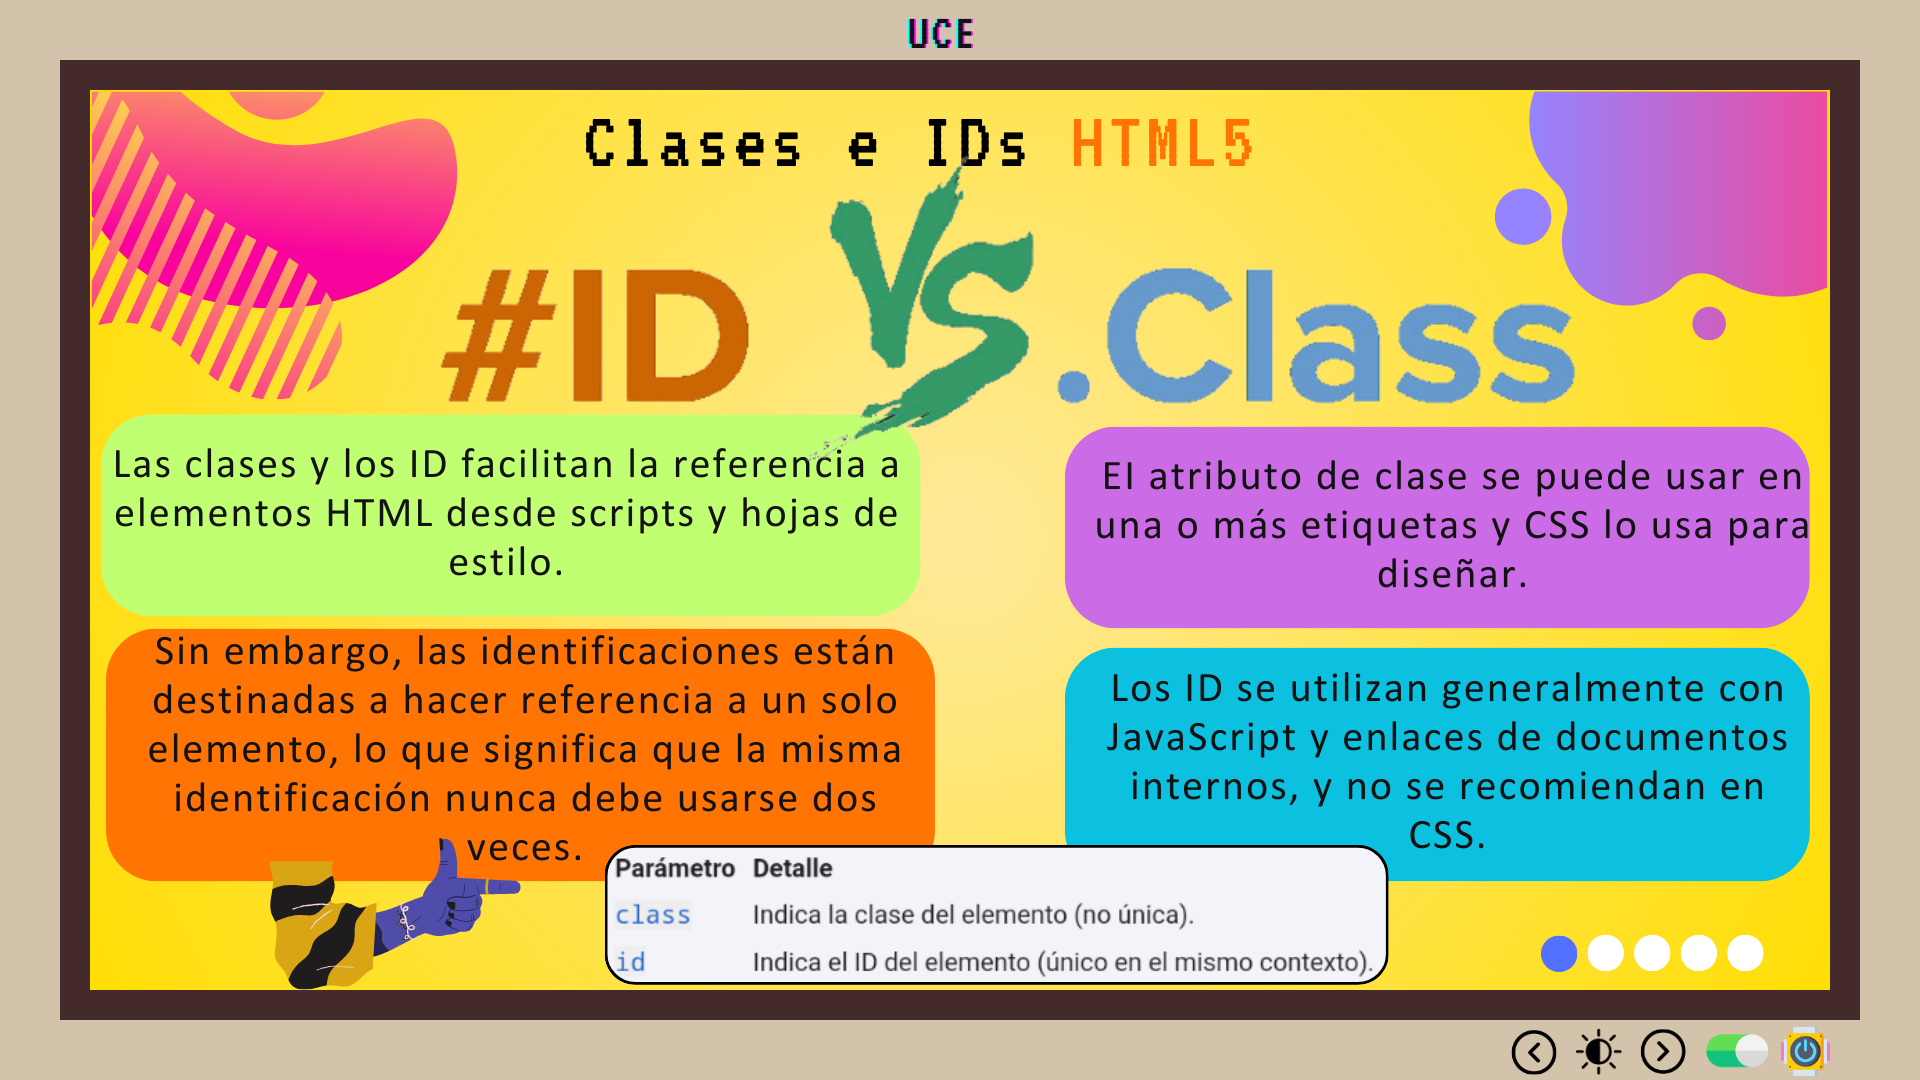 UCE
Clases e IDs HTML5
#ID VS .Class
Las clases y los ID facilitan la referencia a
elementos HTML desde scripts y hojas de
estilo.
El atributo de clase se puede usar en
una o más etiquetas y CSS lo usa para
diseñar.
Sin embargo, las identificaciones están
destinadas a hacer referencia a un solo
elemento, lo que significa que la misma
identificación nunca debe usarse dos
veces.
Los ID se utilizan generalmente con
JavaScript y enlaces de documentos
internos, y no se recomiendan en
CSS.
Parámetro Detalle
class Indica la clase del elemento (no única).
id Indica el ID del elemento (único en el mismo contexto).